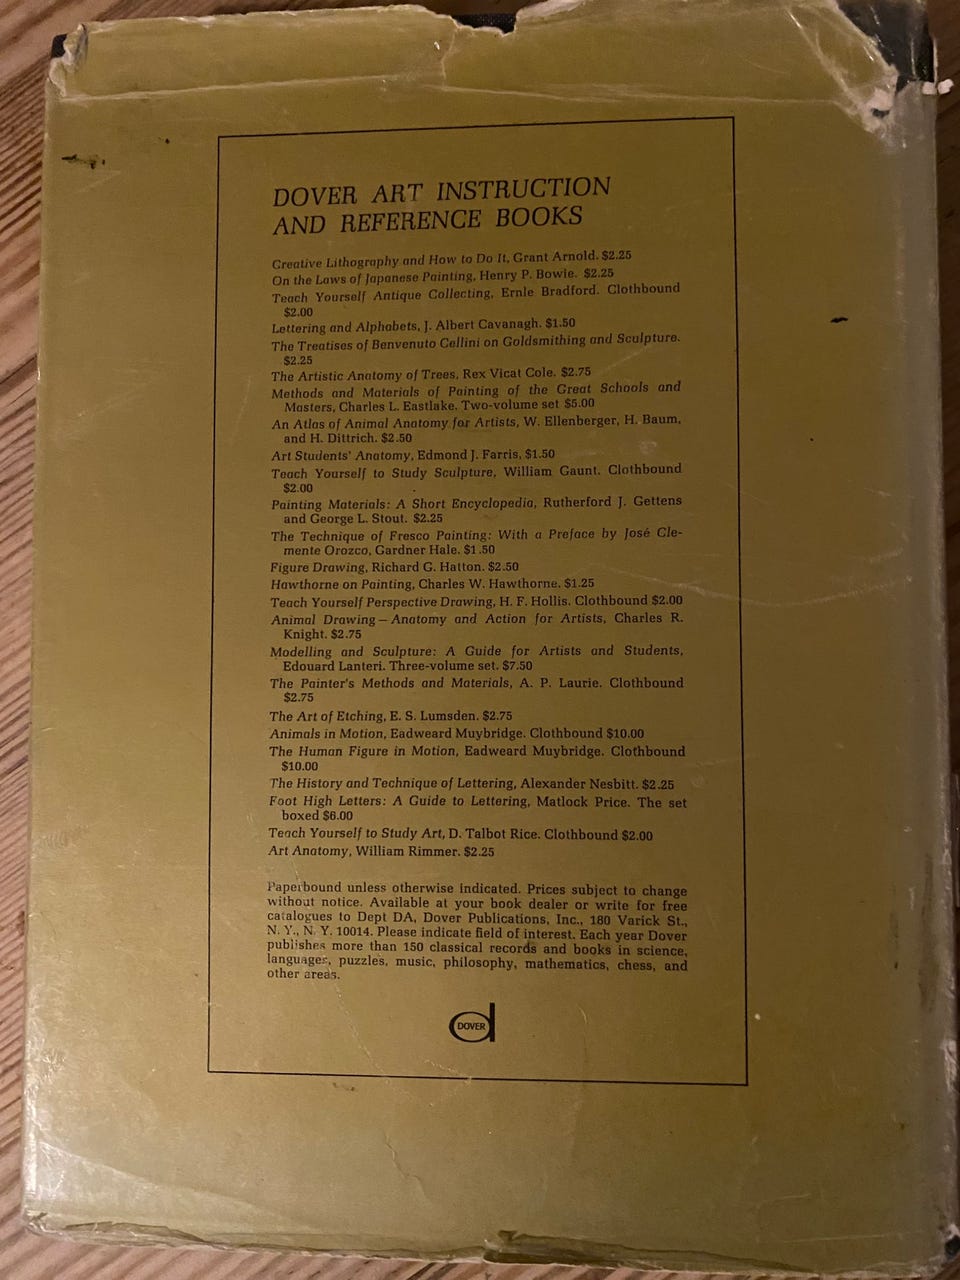 DOVER ART INSTRUCTION
AND REFERENCE BOOKS
Creative Lithography and How to Do It, Grant Arnold. $2.25
On the Laws of Japanese Painting, Henry P. Bowie. $2.25
Teach Yourself Antique Collecting, Ernle Bradford. Clothbound
$2.00
Lettering and Alphabets, J. Albert Cavanagh. $1.50
The Treatises of Benvenuto Cellini on Goldsmithing and Sculpture.
$2.25
The Artistic Anatomy of Trees, Rex Vicat Cole. $2.75
Methods and Materials of Painting of the Great Schools and
Masters, Charles L. Eastlake. Two-volume set $5.00
An Atlas of Animal Anatomy for Artists, W. Ellenberger, H. Baum,
and H. Dittrich. $2.50
Art Students' Anatomy, Edmond J. Farris, $1.50
Teach Yourself to Study Sculpture, William Gaunt. Clothbound
$2.00
Painting Materials: A Short Encyclopedia, Rutherford J. Gettens
and George L. Stout. $2.25
The Technique of Fresco Painting: With a Preface by José Cle-
mente Orozco, Gardner Hale. $1.50
Figure Drawing, Richard G. Hatton. $2.50
Hawthorne on Painting, Charles W. Hawthorne. $1.25
Teach Yourself Perspective Drawing, H. F. Hollis. Clothbound $2.00
Animal Drawing — Anatomy and Action for Artists, Charles R.
Knight. $2.75
Modelling and Sculpture: A Guide for Artists and Students,
Edouard Lanteri. Three-volume set. $7.50
The Painter's Methods and Materials, A. P. Laurie. Clothbound
$2.75
The Art of Etching, E. S. Lumsden. $2.75
Animals in Motion, Eadweard Muybridge. Clothbound $10.00
The Human Figure in Motion, Eadweard Muybridge. Clothbound
$10.00
The History and Technique of Lettering, Alexander Nesbitt. $2.25
Foot High Letters: A Guide to Lettering, Matlock Price. The set
boxed $6.00
Teach Yourself to Study Art, D. Talbot Rice. Clothbound $2.00
Art Anatomy, William Rimmer. $2.25
Paperbound unless otherwise indicated. Prices subject to change
without notice. Available at your book dealer or write for free
catalogues to Dept DA, Dover Publications, Inc., 180 Varick St.,
N. Y., N. Y. 10014. Please indicate field of interest. Each year Dover
publishes more than 150 classical records and books in science,
languages, puzzles, music, philosophy, mathematics, chess, and
other areas.
DOVER